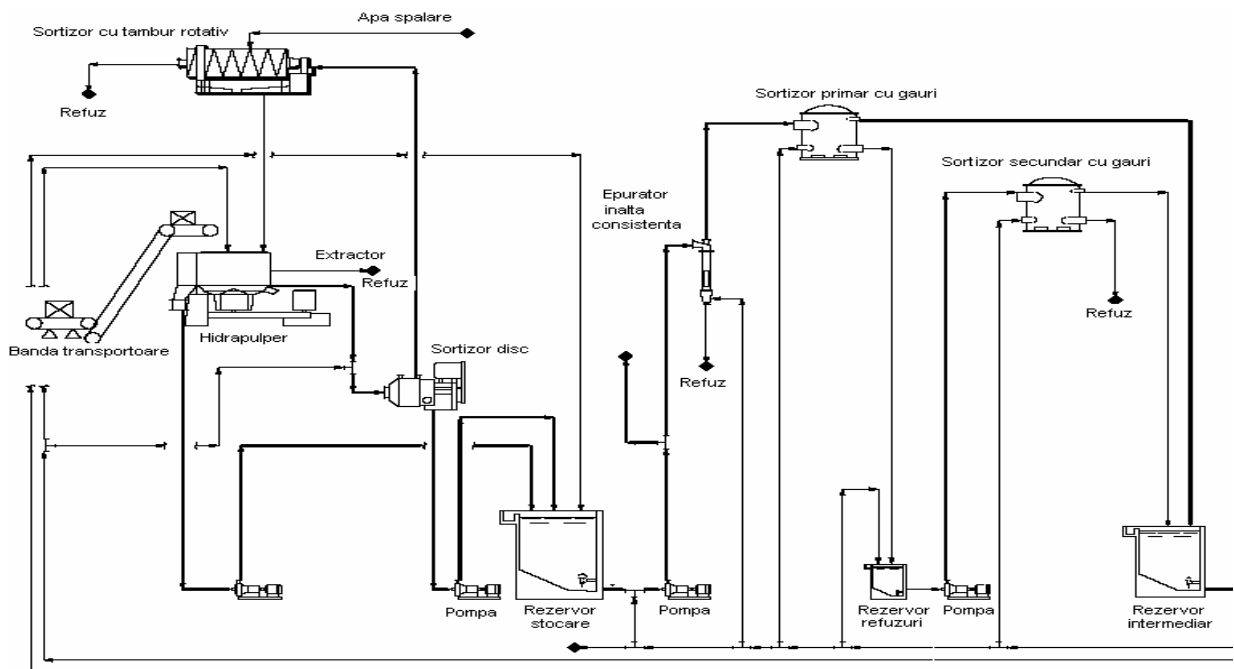 Apa spalare
Sortizor cu tambur rotativ
Refuz
Sortizor primar cu gauri
Sortizor secundar cu gauri
Epurator
inalta
consistenta
Extractor
Refuz
Refuz
Hidrapulper
Banda transportoare
Sortizor disc
Refuz
Pompa
Rezervor
stocare
Pompa
Rezervor
refuzuri
Pompa
Rezervor
intermediar